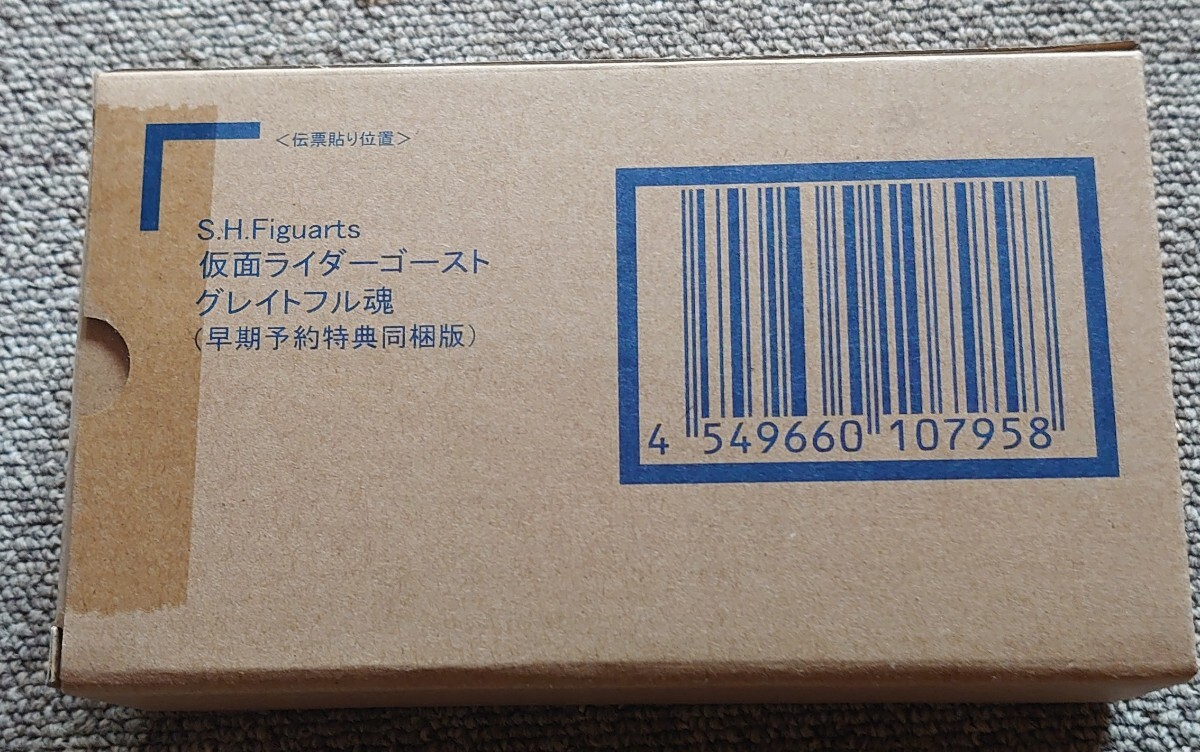 ＜伝票貼り位置＞
S.H.Figuarts
仮面ライダーゴースト
グレイトフル魂
（早期予約特典同梱版）
4 549660 107958